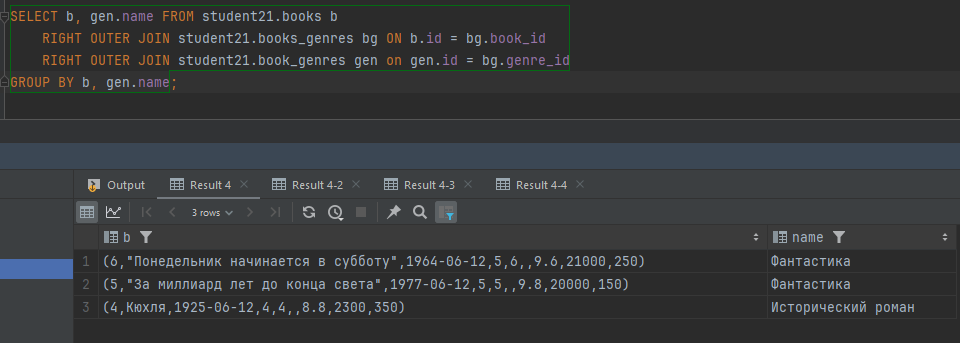 SELECT b, gen.name FROM student21.books b
RIGHT OUTER JOIN student21.books_genres bg ON b.id = bg.book_id
RIGHT OUTER JOIN student21.book_genres gen on gen.id = bg.genre_id
GROUP BY b, gen.name;
Output Result 4 Result 4-2 Result 4-3 Result 4-4
3 rows
b name
1 (6,"Понедельник начинается в субботу",1964-06-12,5,6,,9.6,21000,250) Фантастика
2 (5,"За миллиард лет до конца света",1977-06-12,5,5,,9.8,20000,150) Фантастика
3 (4,Кюхля,1925-06-12,4,4,,8.8,2300,350) Исторический роман